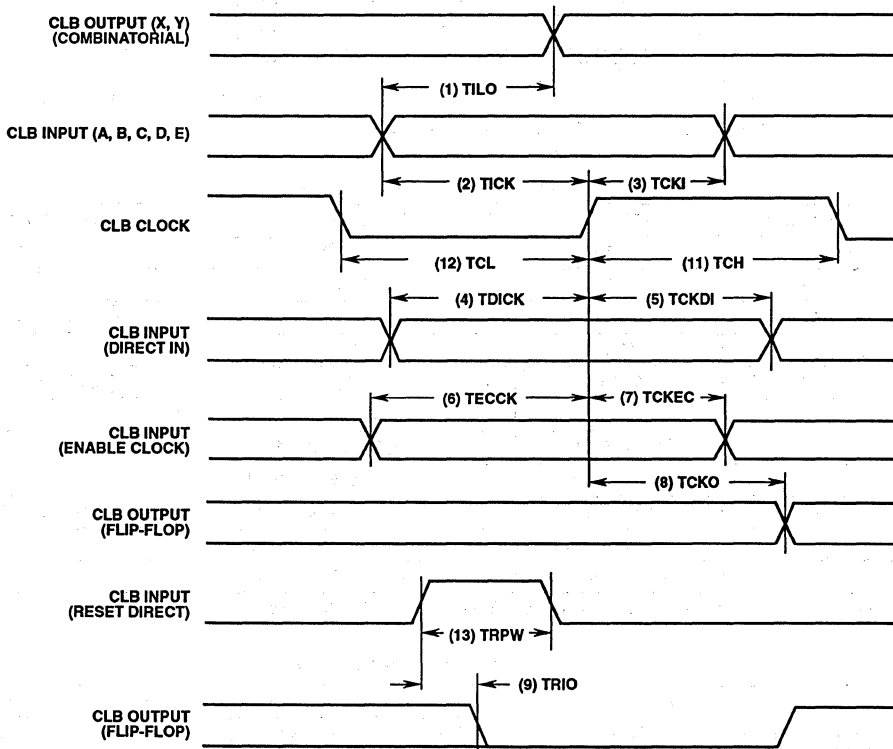 CLB OUTPUT (X, Y)
(COMBINATORIAL)
(1) TILO
CLB INPUT (A, B, C, D, E)
(2) TICK
(3) TCKI
CLB CLOCK
(12) TCL
(11) TCH
(4) TDICK
(5) TCKDI
CLB INPUT
(DIRECT IN)
(6) TECCK
(7) TCKEC
CLB INPUT
(ENABLE CLOCK)
(8) TCKO
CLB OUTPUT
(FLIP-FLOP)
CLB INPUT
(RESET DIRECT)
(13) TRPW
(9) TRIO
CLB OUTPUT
(FLIP-FLOP)